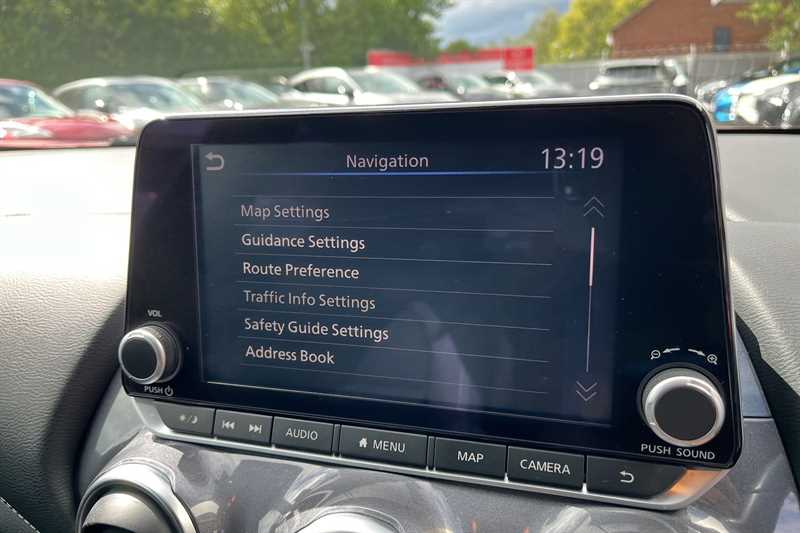 Navigation
13:19
Map Settings
Guidance Settings
Route Preference
Traffic Info Settings
Safety Guide Settings
Address Book
VOL
PUSH
AUDIO
MENU
MAP
CAMERA
PUSH SOUND